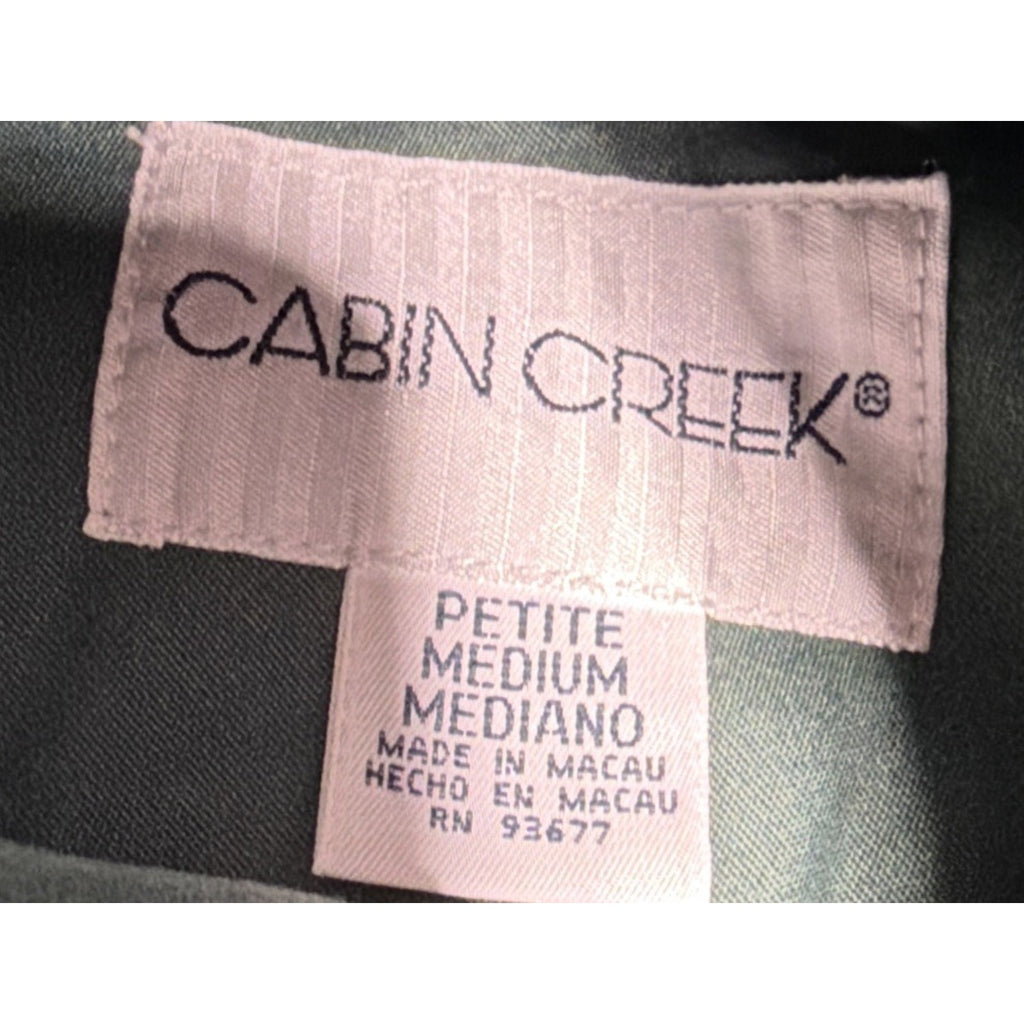 CABIN CREEK®
PETITE
MEDIUM
MEDIANO
MADE IN MACAU
HECHO EN MACAU
RN 93677